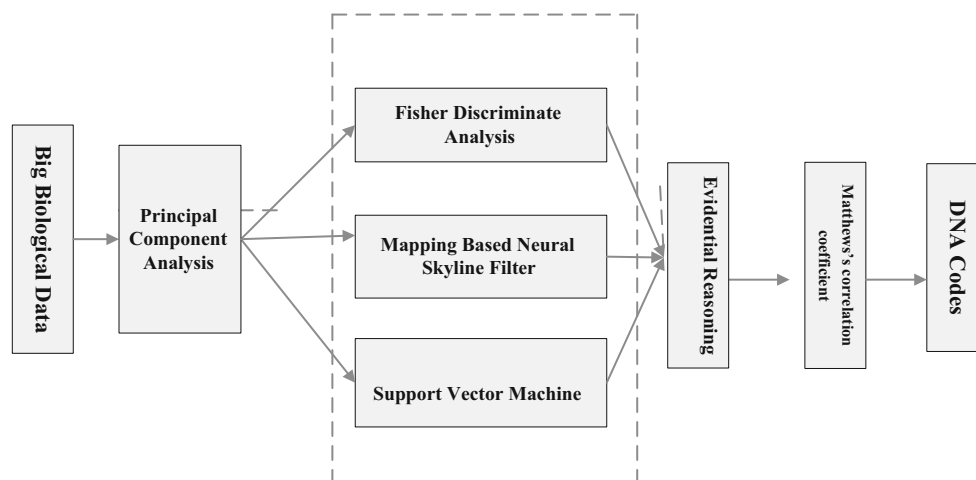 Big Biological Data
Principal
Component
Analysis
Fisher Discriminate
Analysis
Mapping Based Neural
Skyline Filter
Support Vector Machine
Evidential Reasoning
Matthews's correlation
coefficient
DNA Codes